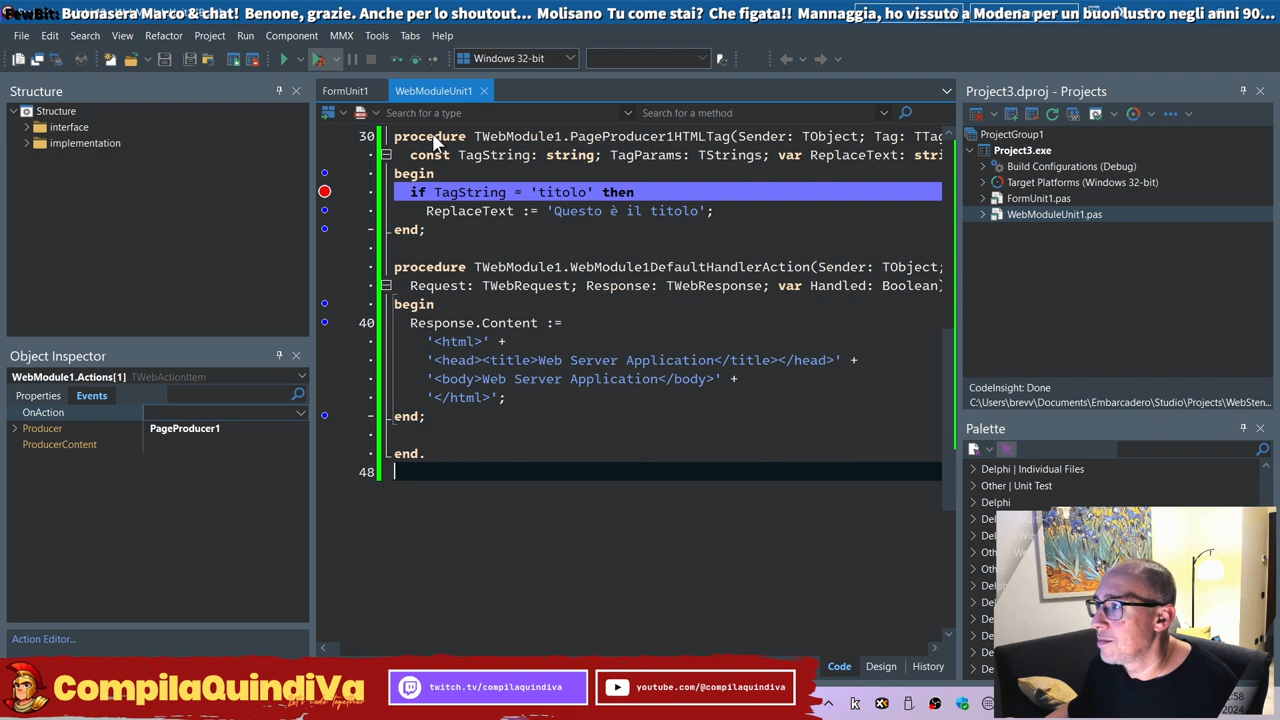 FewBit: Buonasera Marco & chat! Benone, grazie. Anche per lo shoutout... Molisano Tu come stai? Che figata!! Mannaggia, ho vissuto a Modena per un buon lustro negli anni 90...
File Edit Search View Refactor Project Run Component MMX Tools Tabs Help
Windows 32-bit
Structure
Structure
interface
implementation
FormUnit1 WebModuleUnit1
Search for a type Search for a method
30 procedure TWebModule1.PageProducer1HTMLTag(Sender: TObject; Tag: TTag
const TagString: string; TagParams: TStrings; var ReplaceText: stri
begin
if TagString = 'titolo' then
ReplaceText := 'Questo è il titolo';
end;
procedure TWebModule1.WebModule1DefaultHandlerAction(Sender: TObject;
Request: TWebRequest; Response: TWebResponse; var Handled: Boolean)
begin
40 Response.Content :=
'<html>' +
'<head><title>Web Server Application</title></head>' +
'<body>Web Server Application</body>' +
'</html>';
end;
end.
48
Code Design History
Object Inspector
WebModule1.Actions[1] TWebActionItem
Properties Events
OnAction
Producer PageProducer1
ProducerContent
Action Editor...
Project3.dproj - Projects
ProjectGroup1
Project3.exe
Build Configurations (Debug)
Target Platforms (Windows 32-bit)
FormUnit1.pas
WebModuleUnit1.pas
CodeInsight: Done
C:\Users\brevv\Documents\Embarcadero\Studio\Projects\WebSten...
Palette
Delphi | Individual Files
Other | Unit Test
Delphi
CompilaQuindiVa
Let's code Together
twitch.tv/compilaquindiva
youtube.com/@compilaquindiva